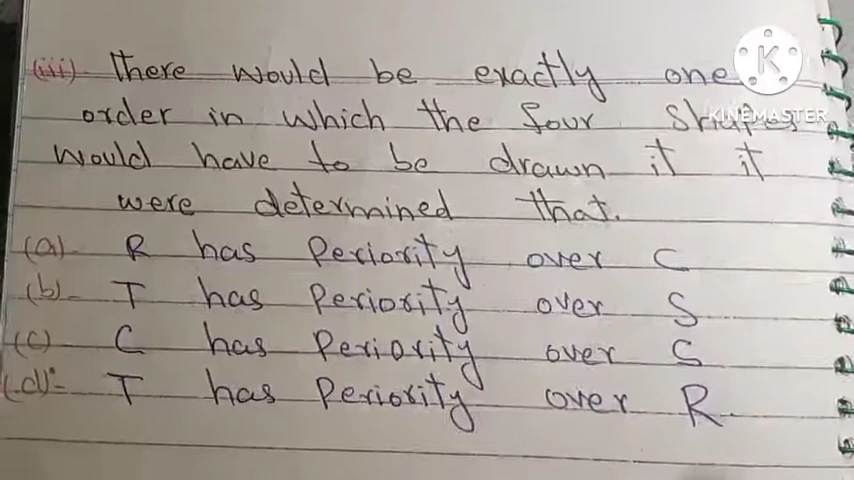 (iii) There would be exactly one
order in which the four shapes
would have to be drawn it it
were determined that.
(a) R has Periority over C
(b) T has Periority over S
(c) C has Periority over S
(d) T has Periority over R
K
KINEMASTER